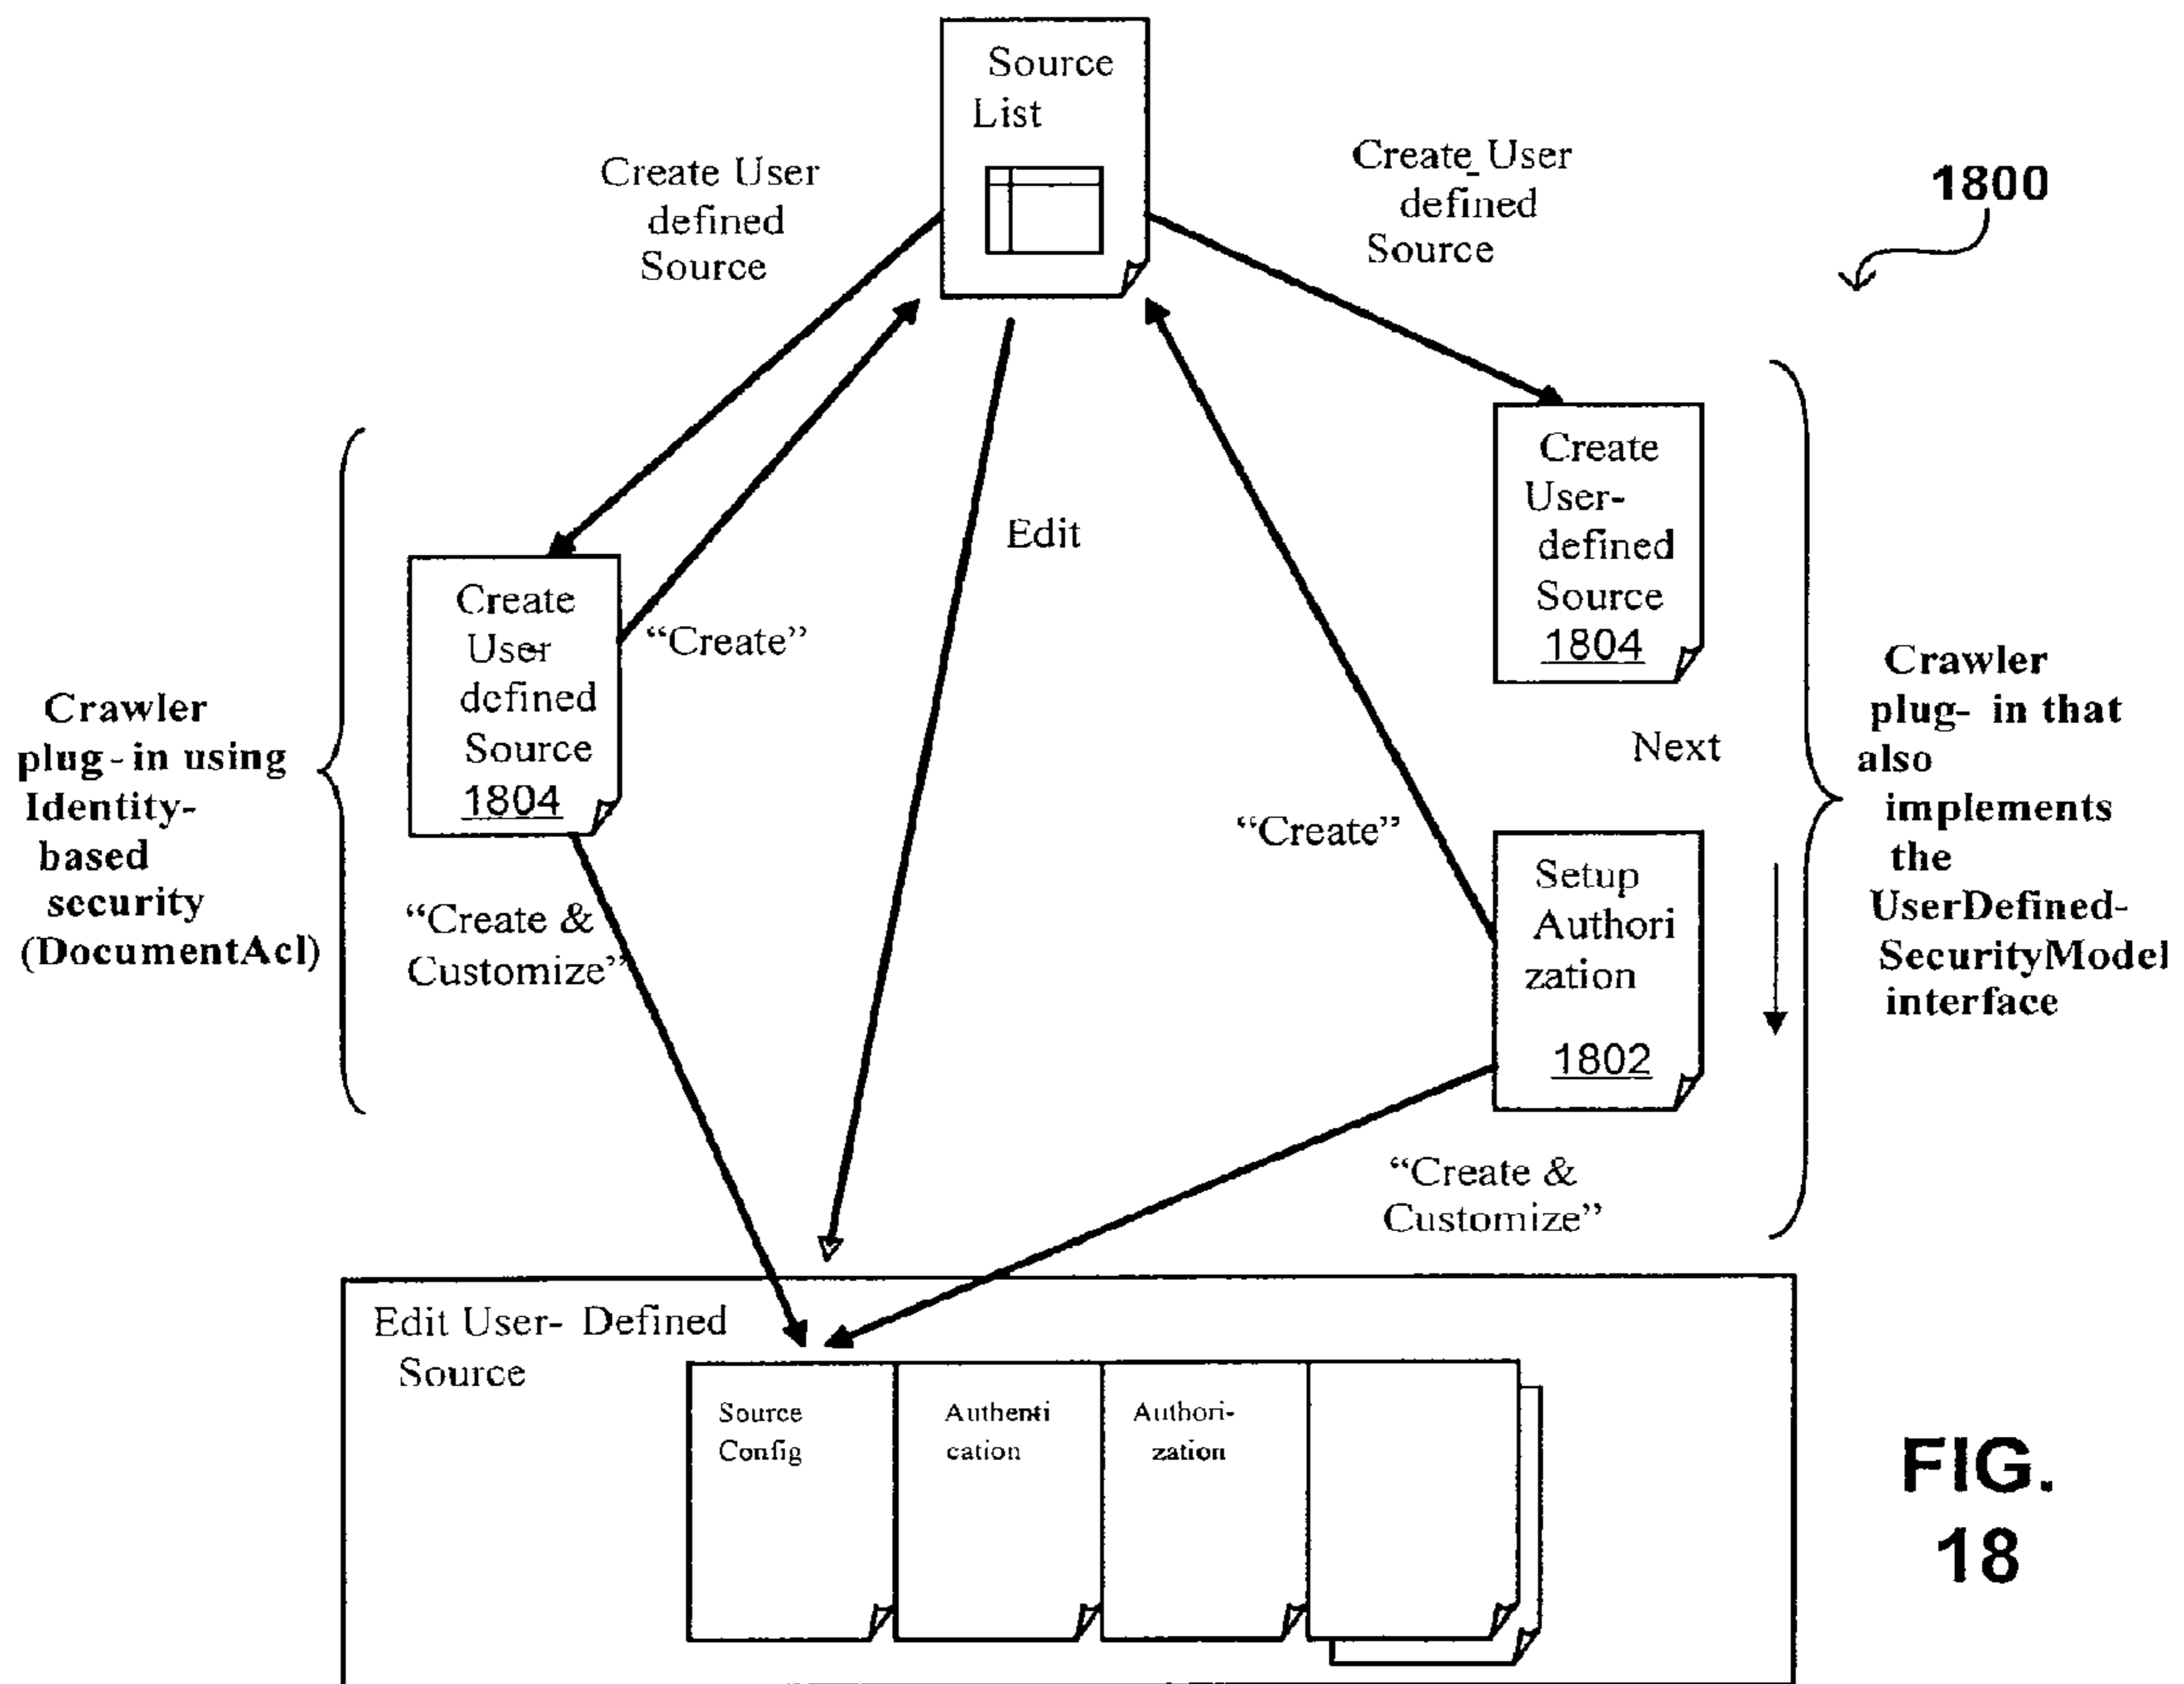 Source
List
Create User
defined
Source
Create User
defined
Source
1800
Create
User-
defined
Source
1804
Create
User
defined
Source
1804
"Create"
Edit
Next
Crawler
plug-in using
Identity-
based
security
(DocumentAcl)
Crawler
plug- in that
also
implements
the
UserDefined-
SecurityModel
interface
"Create"
Setup
Authori
zation
1802
"Create &
Customize"
"Create &
Customize"
Edit User- Defined
Source
Source
Config
Authenti
cation
Authori-
zation
FIG.
18